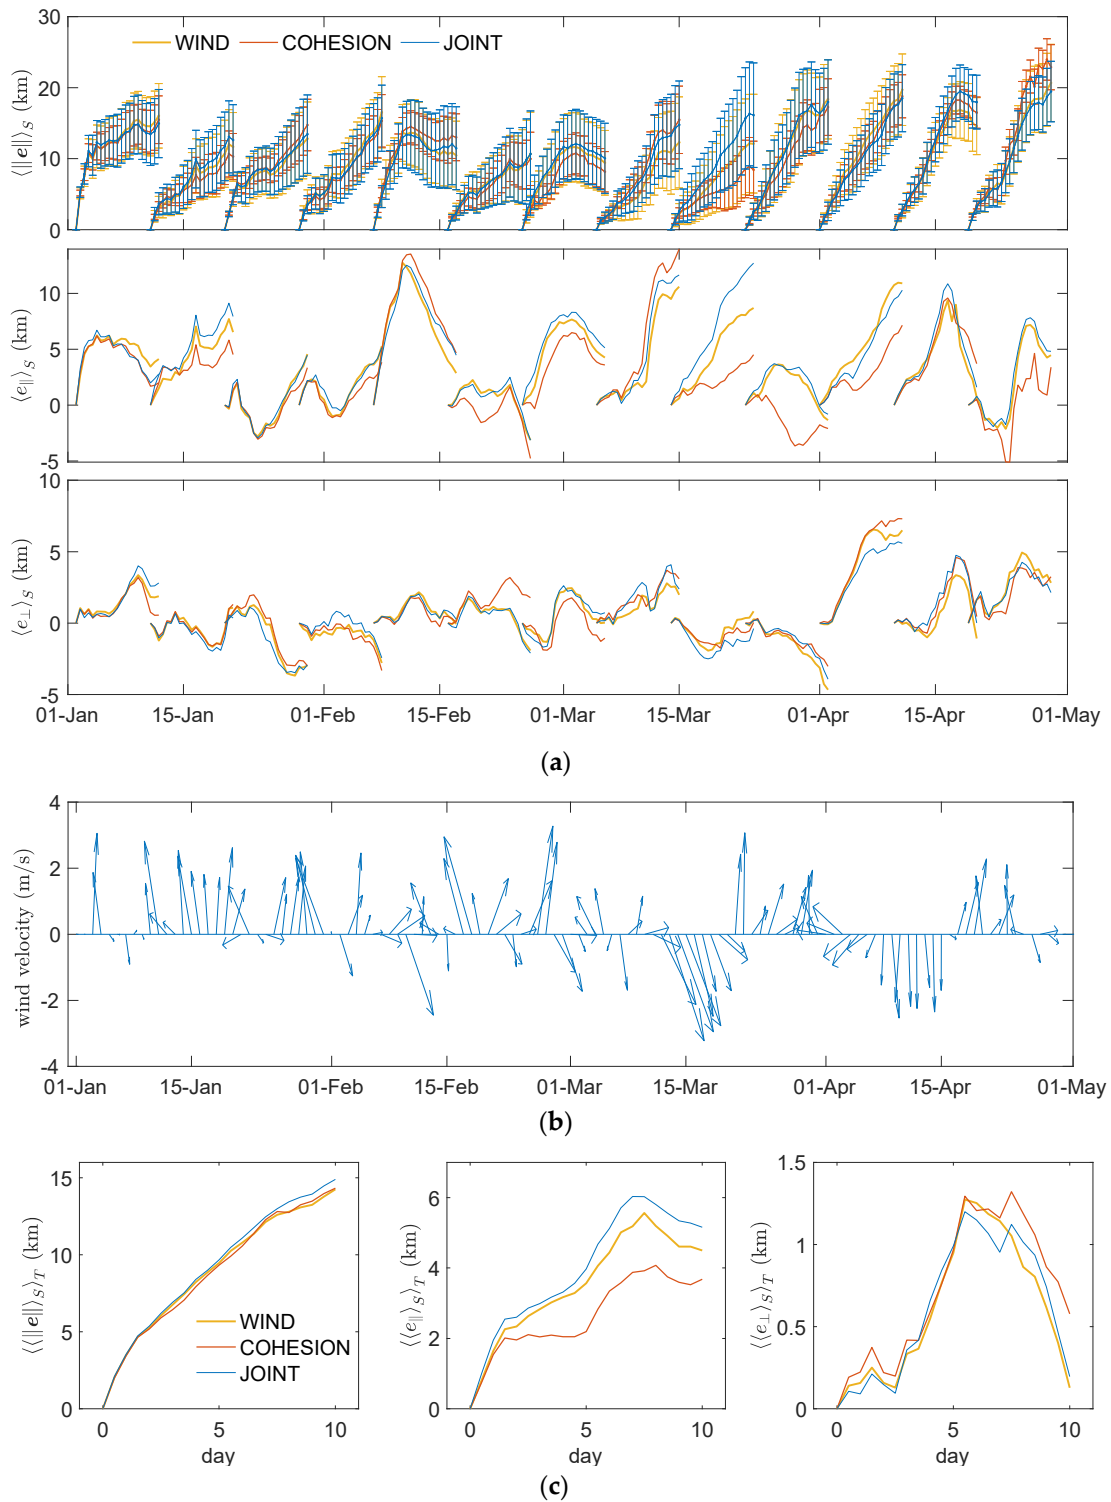 30
WIND COHESION JOINT
20
10
0
⟨‖e‖⟩S (km)
10
5
0
-5
⟨e∥⟩S (km)
10
5
0
-5
⟨e⊥⟩S (km)
01-Jan 15-Jan 01-Feb 15-Feb 01-Mar 15-Mar 01-Apr 15-Apr 01-May
(a)
4
2
0
-2
-4
wind velocity (m/s)
01-Jan 15-Jan 01-Feb 15-Feb 01-Mar 15-Mar 01-Apr 15-Apr 01-May
(b)
15
10
5
0
⟨⟨‖e‖⟩S⟩T (km)
WIND
COHESION
JOINT
0 5 10
day
6
4
2
0
⟨⟨e∥⟩S⟩T (km)
0 5 10
day
1.5
1
0.5
0
⟨⟨e⊥⟩S⟩T (km)
0 5 10
day
(c)